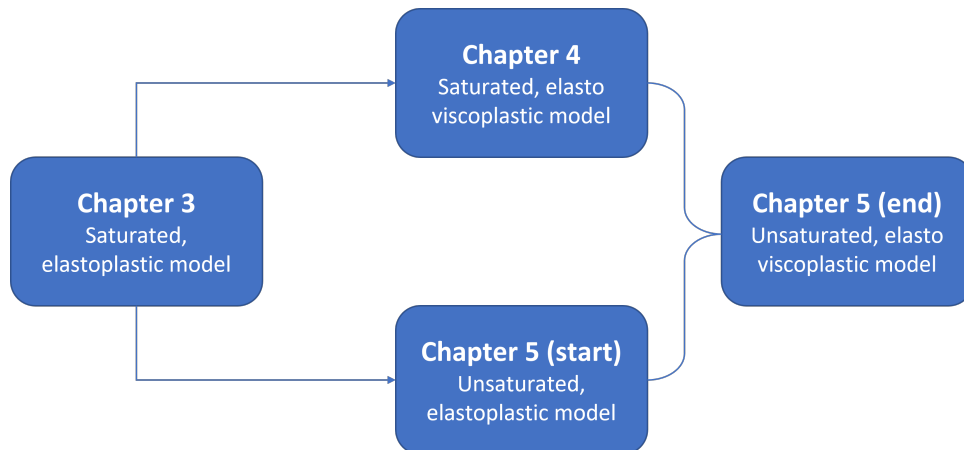 Chapter 4
Saturated, elasto
viscoplastic model
Chapter 3
Saturated,
elastoplastic model
Chapter 5 (end)
Unsaturated, elasto
viscoplastic model
Chapter 5 (start)
Unsaturated,
elastoplastic model